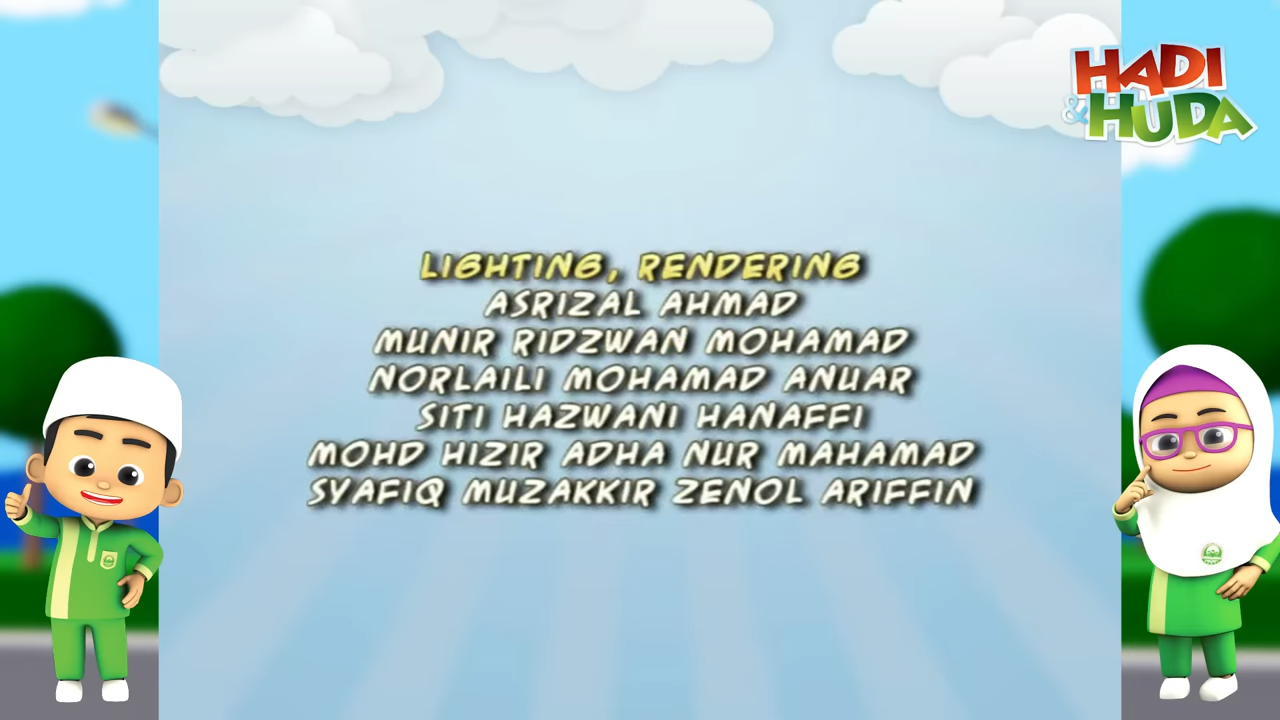 HADI
& HUDA
LIGHTING, RENDERING
ASRIZAL AHMAD
MUNIR RIDZWAN MOHAMAD
NORLAILI MOHAMAD ANUAR
SITI HAZWANI HANAFFI
MOHD HIZIR ADHA NUR MAHAMAD
SYAFIQ MUZAKKIR ZENOL ARIFFIN